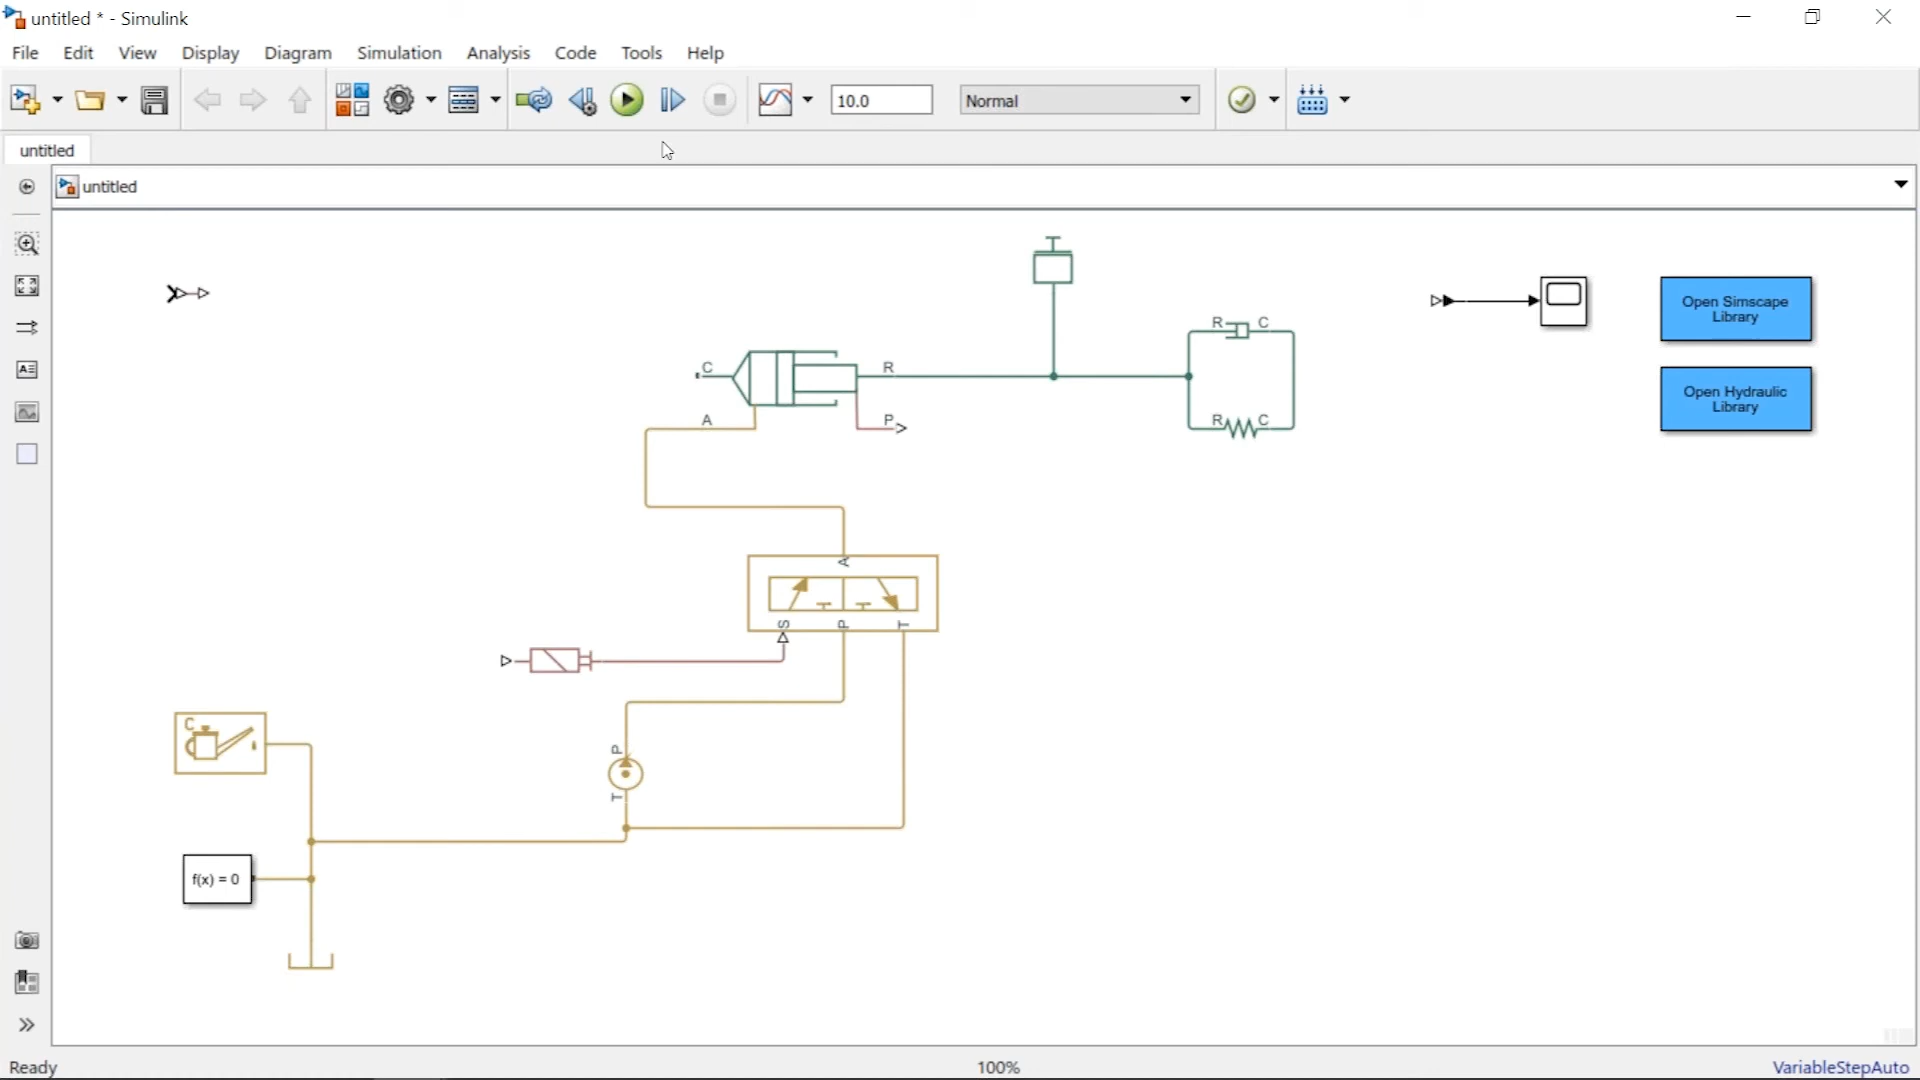 untitled * - Simulink
File Edit View Display Diagram Simulation Analysis Code Tools Help
10.0 Normal
untitled
untitled
C R
A P
R C
R C
Open Simscape
Library
Open Hydraulic
Library
A
S P T
C
P
T
f(x) = 0
Ready 100% VariableStepAuto